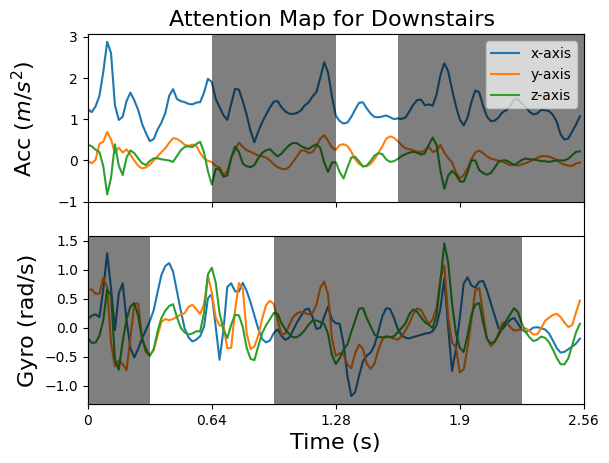 Attention Map for Downstairs
Acc (m/s²)
3
2
1
0
−1
x-axis
y-axis
z-axis
Gyro (rad/s)
1.5
1.0
0.5
0.0
−0.5
−1.0
0 0.64 1.28 1.9 2.56
Time (s)